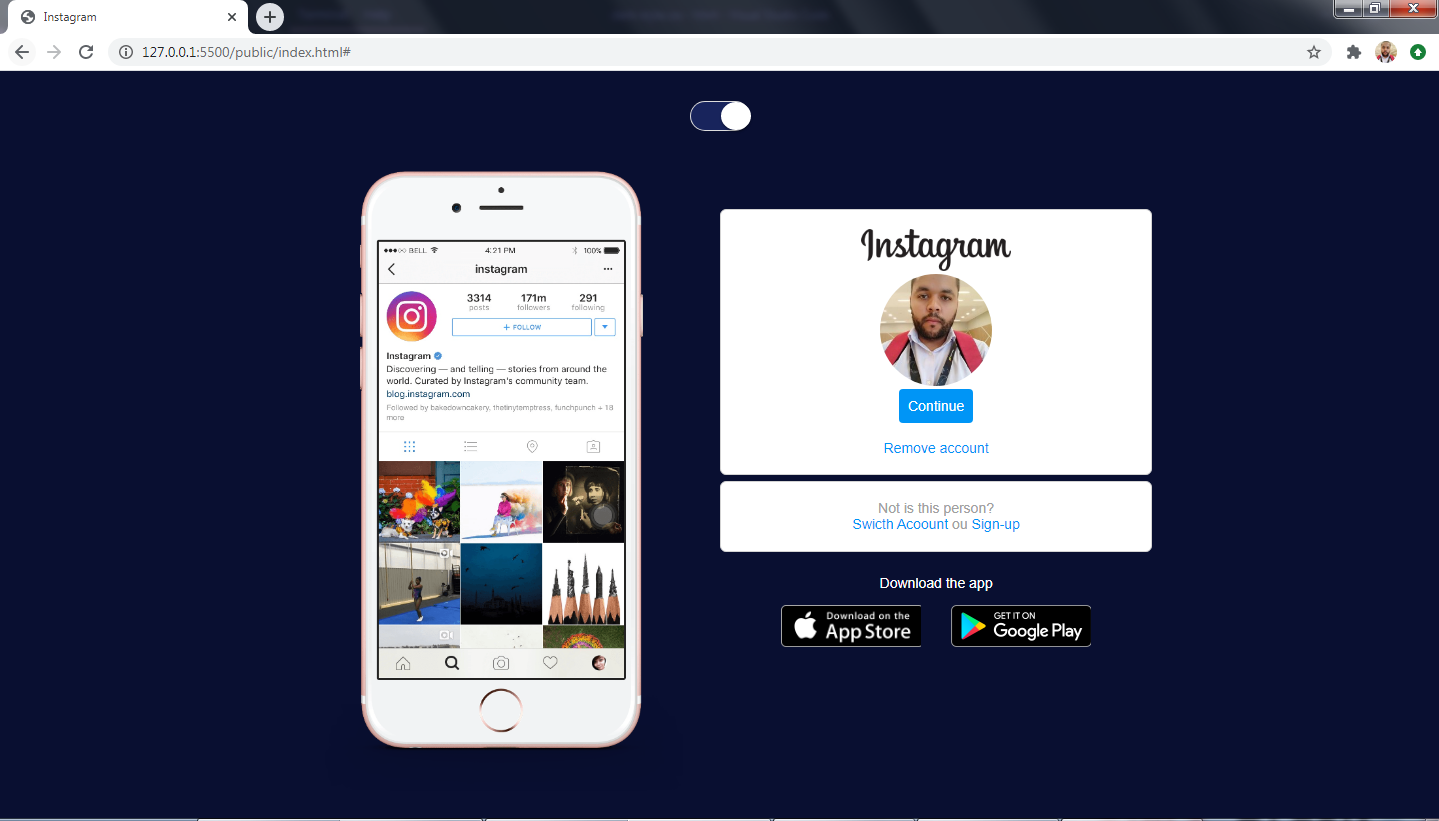 Instagram
127.0.0.1:5500/public/index.html#
BELL 4:21 PM 100%
instagram
3314 171m 291
posts followers following
+ FOLLOW
Instagram
Discovering — and telling — stories from around the
world. Curated by Instagram's community team.
blog.instagram.com
Followed by bakedowncakery, thetinytemptress, funchpunch + 18
more
Instagram
Continue
Remove account
Not is this person?
Swicth Acoount ou Sign-up
Download the app
Download on the
App Store
GET IT ON
Google Play